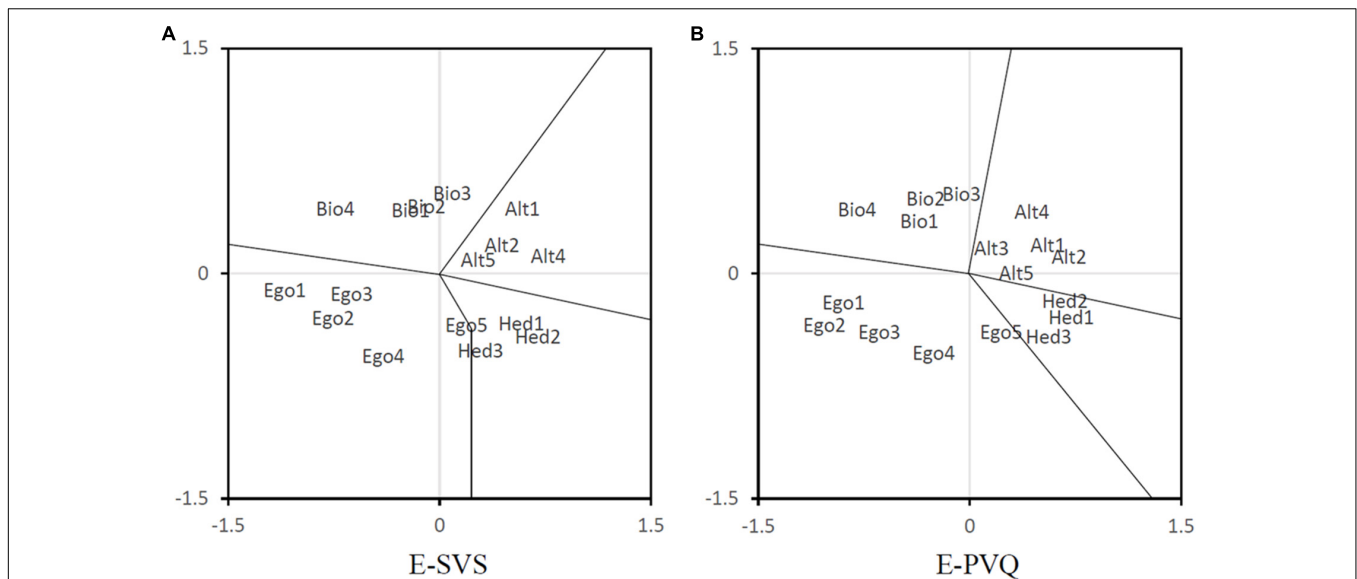 A
1.5
0
-1.5
-1.5
0
1.5
Bio4
Bio1
Bio2
Bio3
Alt1
Alt2
Alt5
Alt4
Ego1
Ego3
Ego2
Ego4
Ego5
Hed1
Hed2
Hed3
E-SVS
B
1.5
0
-1.5
-1.5
0
1.5
Bio4
Bio2
Bio3
Bio1
Alt4
Alt3
Alt1
Alt2
Alt5
Ego1
Ego2
Ego3
Ego4
Ego5
Hed2
Hed1
Hed3
E-PVQ